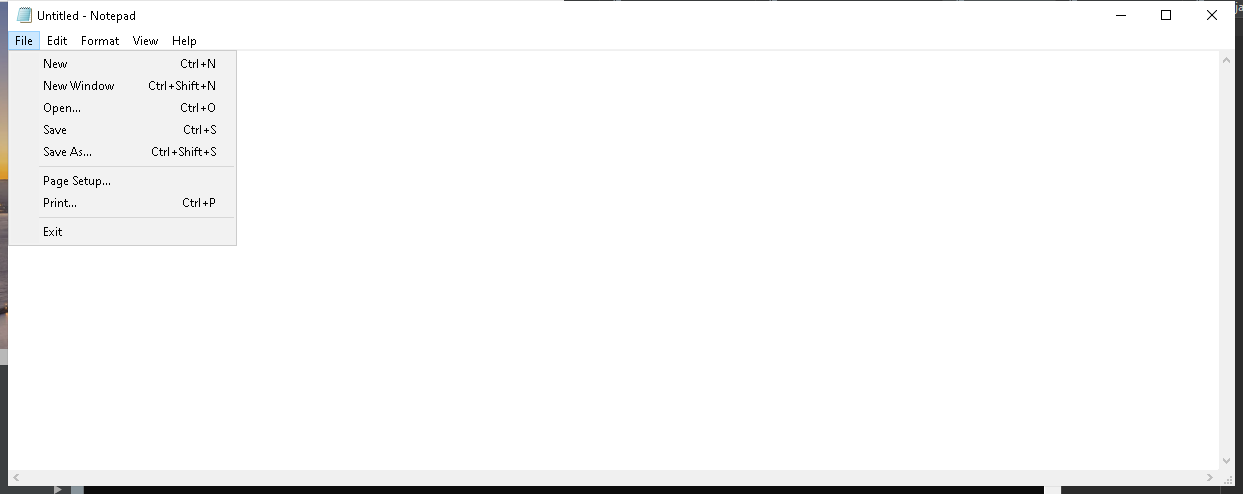 Untitled - Notepad
File Edit Format View Help
New Ctrl+N
New Window Ctrl+Shift+N
Open... Ctrl+O
Save Ctrl+S
Save As... Ctrl+Shift+S
Page Setup...
Print... Ctrl+P
Exit